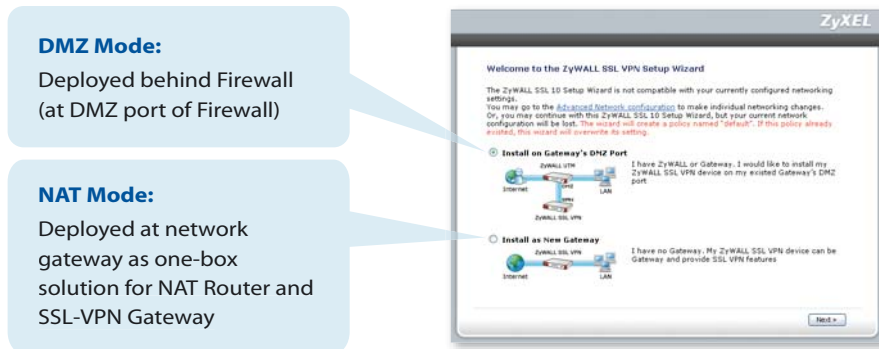 DMZ Mode:
Deployed behind Firewall
(at DMZ port of Firewall)
NAT Mode:
Deployed at network
gateway as one-box
solution for NAT Router and
SSL-VPN Gateway
ZyXEL
Welcome to the ZyWALL SSL VPN Setup Wizard
The ZyWALL SSL 10 Setup Wizard is not compatible with your currently configured networking
settings.
You may go to the Advanced Network configuration to make individual networking changes.
Or, you may continue with this ZyWALL SSL 10 Setup Wizard, but your current network
configuration will be lost. The wizard will create a policy named "default". If this policy already
existed, this wizard will overwrite its setting.
Install on Gateway's DMZ Port
ZyWALL UTM
Internet
DMZ
LAN
VPN
ZyWALL SSL VPN
I have ZyWALL or Gateway. I would like to install my
ZyWALL SSL VPN device on my existed Gateway's DMZ
port
Install as New Gateway
ZyWALL SSL VPN
Internet
LAN
I have no Gateway. My ZyWALL SSL VPN device can be
Gateway and provide SSL VPN features
Next >